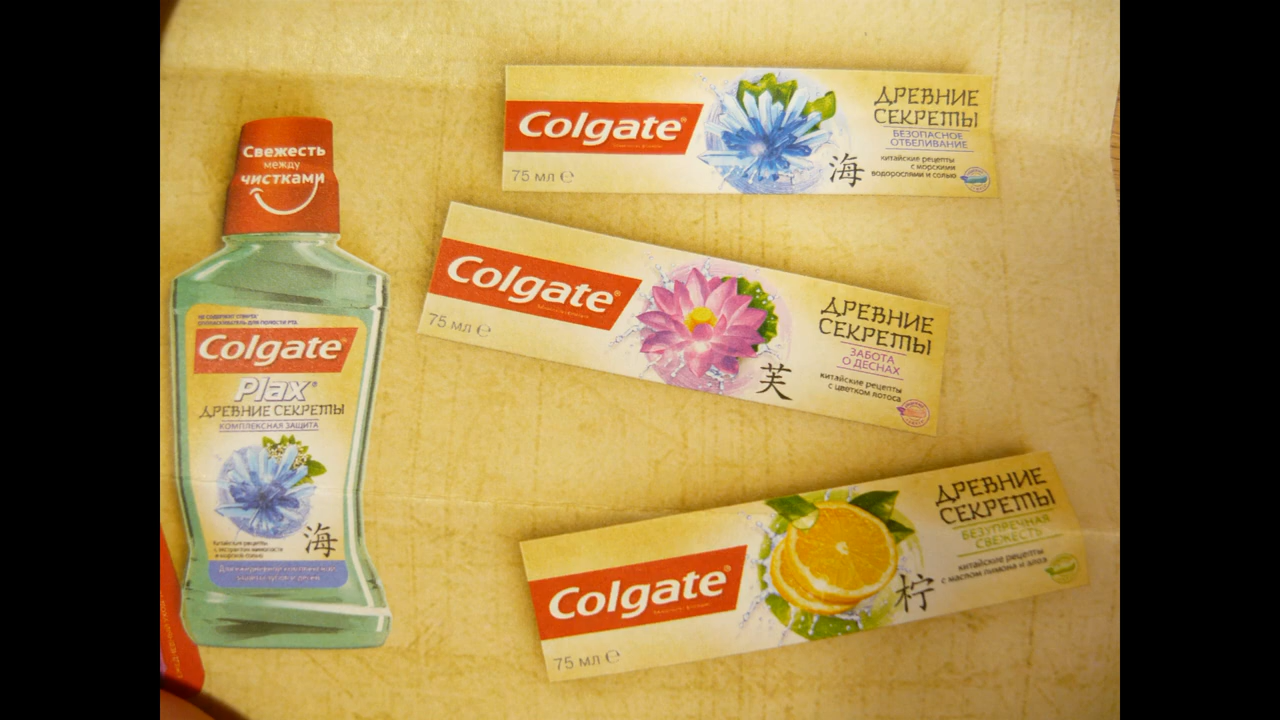 Свежесть
между
чистками
Colgate
Plax®
ДРЕВНИЕ СЕКРЕТЫ
КОМПЛЕКСНАЯ ЗАЩИТА
海
Colgate®
75 мл ℮
海
ДРЕВНИЕ
СЕКРЕТЫ
БЕЗОПАСНОЕ
ОТБЕЛИВАНИЕ
китайские рецепты
с морскими
водорослями и солью
Colgate®
75 мл ℮
芙
ДРЕВНИЕ
СЕКРЕТЫ
ЗАБОТА
О ДЕСНАХ
китайские рецепты
с цветком лотоса
Colgate®
75 мл ℮
柠
ДРЕВНИЕ
СЕКРЕТЫ
БЕЗУПРЕЧНАЯ
СВЕЖЕСТЬ
китайские рецепты
с маслом лимона и алоэ